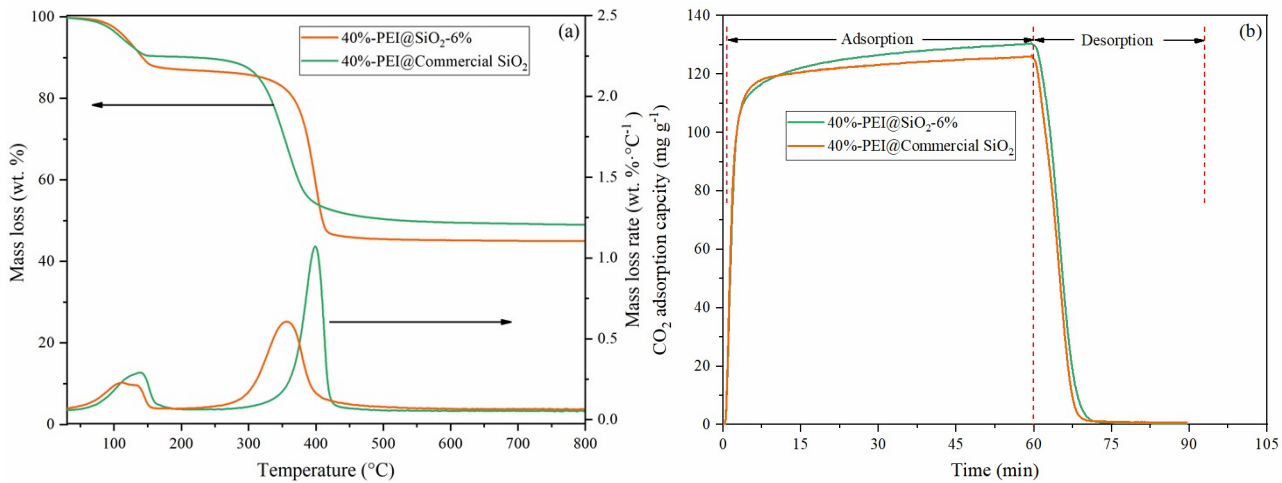 (a)
40%-PEI@SiO₂-6%
40%-PEI@Commercial SiO₂
Mass loss (wt. %)
100
80
60
40
20
0
Mass loss rate (wt. %·°C⁻¹)
2.5
2.0
1.5
1.0
0.5
0.0
100 200 300 400 500 600 700 800
Temperature (°C)
(b)
Adsorption
Desorption
40%-PEI@SiO₂-6%
40%-PEI@Commercial SiO₂
CO₂ adsorption capcity (mg g⁻¹)
140
120
100
80
60
40
20
0
0 15 30 45 60 75 90 105
Time (min)